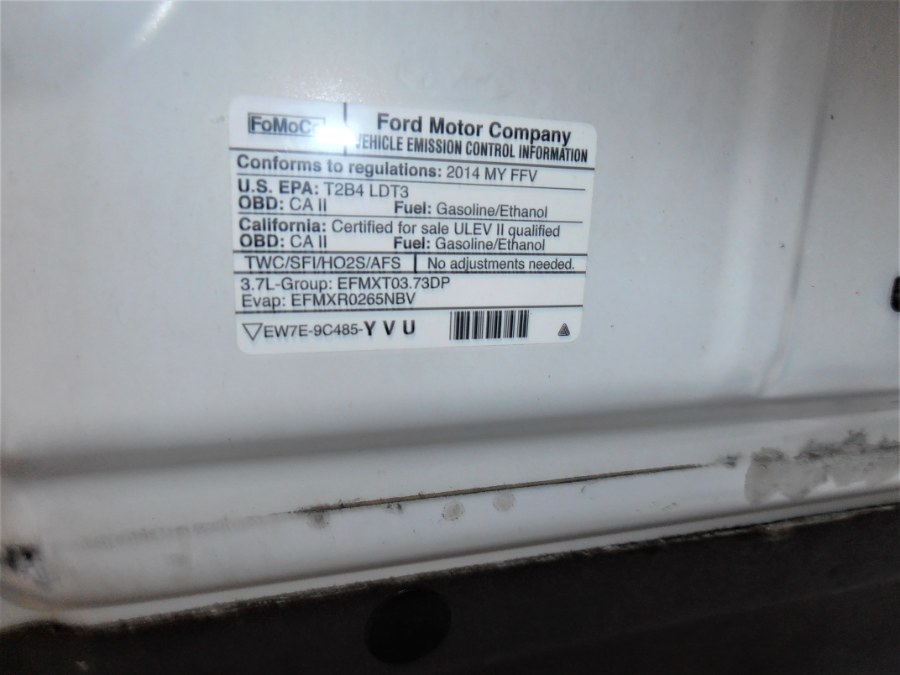 FoMoCo
Ford Motor Company
VEHICLE EMISSION CONTROL INFORMATION
Conforms to regulations: 2014 MY FFV
U.S. EPA: T2B4 LDT3
OBD: CA II Fuel: Gasoline/Ethanol
California: Certified for sale ULEV II qualified
OBD: CA II Fuel: Gasoline/Ethanol
TWC/SFI/HO2S/AFS No adjustments needed.
3.7L-Group: EFMXT03.73DP
Evap: EFMXR0265NBV
EW7E-9C485-Y V U